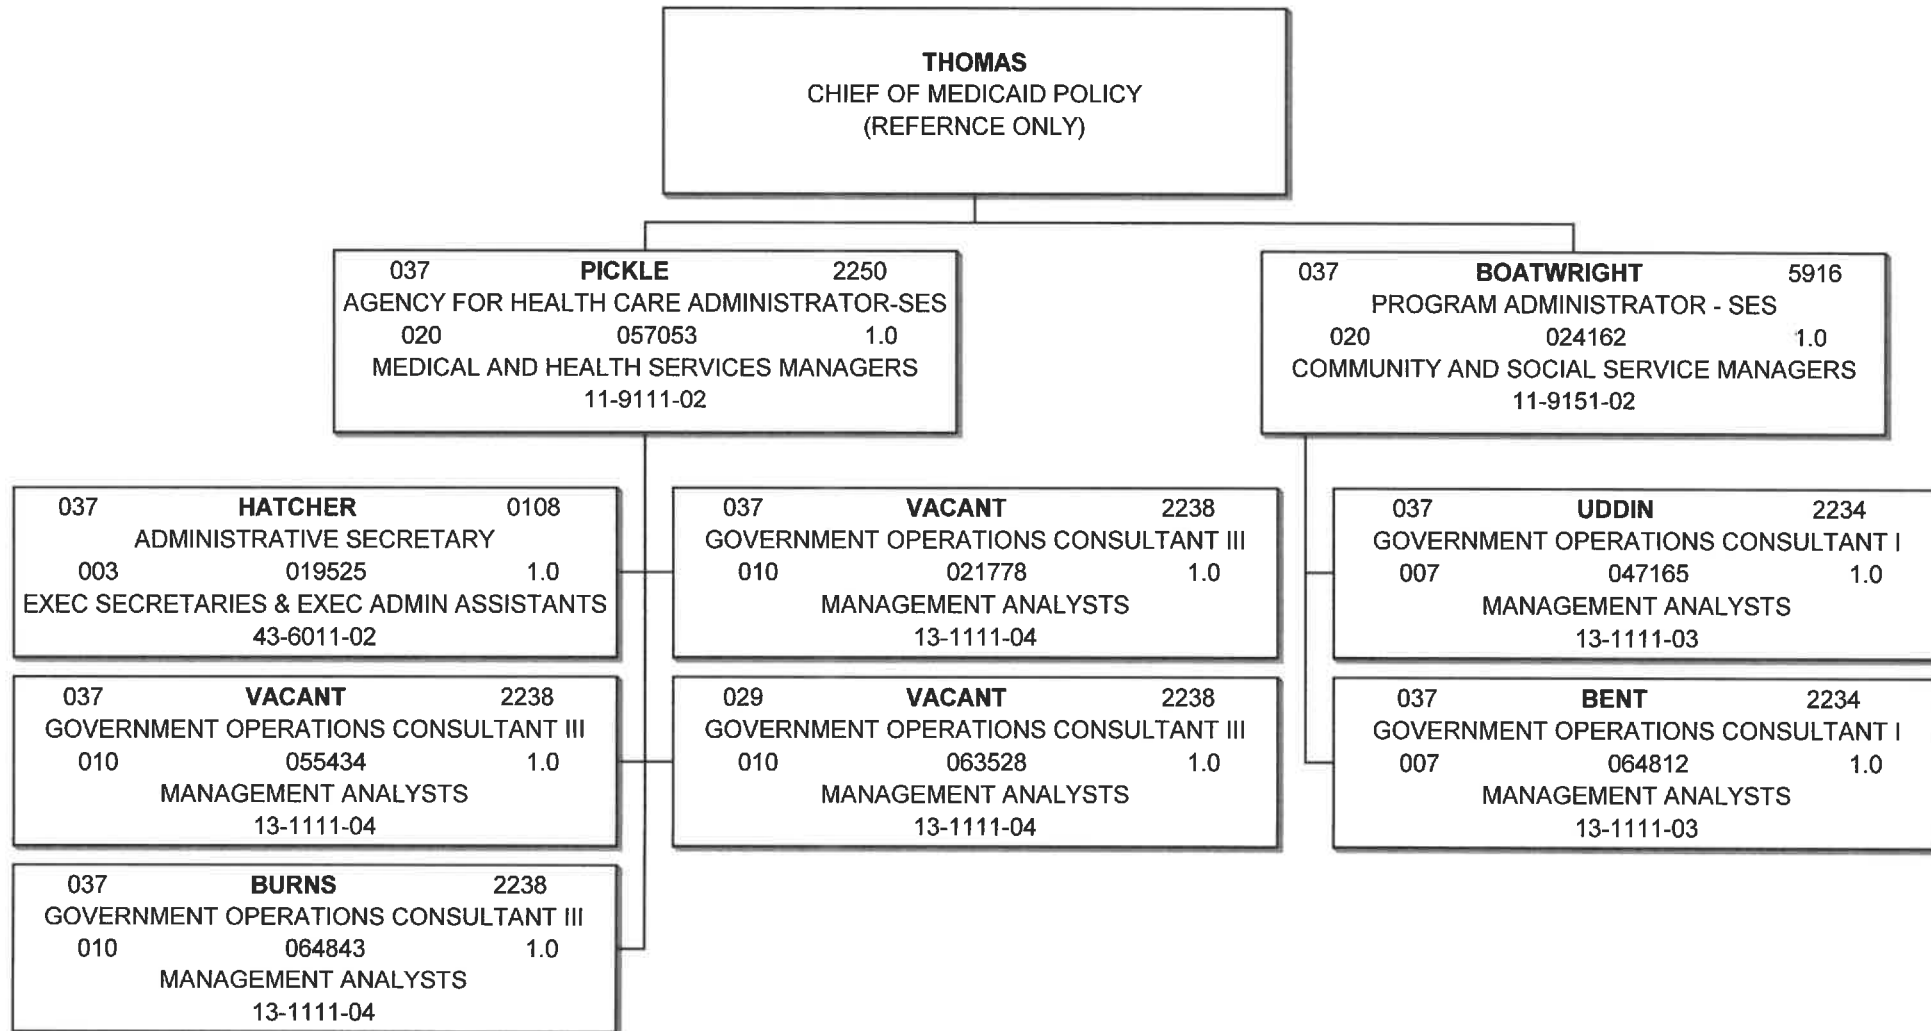 THOMAS
CHIEF OF MEDICAID POLICY
(REFERNCE ONLY)
037 PICKLE 2250
AGENCY FOR HEALTH CARE ADMINISTRATOR-SES
020 057053 1.0
MEDICAL AND HEALTH SERVICES MANAGERS
11-9111-02
037 BOATWRIGHT 5916
PROGRAM ADMINISTRATOR - SES
020 024162 1.0
COMMUNITY AND SOCIAL SERVICE MANAGERS
11-9151-02
037 HATCHER 0108
ADMINISTRATIVE SECRETARY
003 019525 1.0
EXEC SECRETARIES & EXEC ADMIN ASSISTANTS
43-6011-02
037 VACANT 2238
GOVERNMENT OPERATIONS CONSULTANT III
010 021778 1.0
MANAGEMENT ANALYSTS
13-1111-04
037 UDDIN 2234
GOVERNMENT OPERATIONS CONSULTANT I
007 047165 1.0
MANAGEMENT ANALYSTS
13-1111-03
037 VACANT 2238
GOVERNMENT OPERATIONS CONSULTANT III
010 055434 1.0
MANAGEMENT ANALYSTS
13-1111-04
029 VACANT 2238
GOVERNMENT OPERATIONS CONSULTANT III
010 063528 1.0
MANAGEMENT ANALYSTS
13-1111-04
037 BENT 2234
GOVERNMENT OPERATIONS CONSULTANT I
007 064812 1.0
MANAGEMENT ANALYSTS
13-1111-03
037 BURNS 2238
GOVERNMENT OPERATIONS CONSULTANT III
010 064843 1.0
MANAGEMENT ANALYSTS
13-1111-04